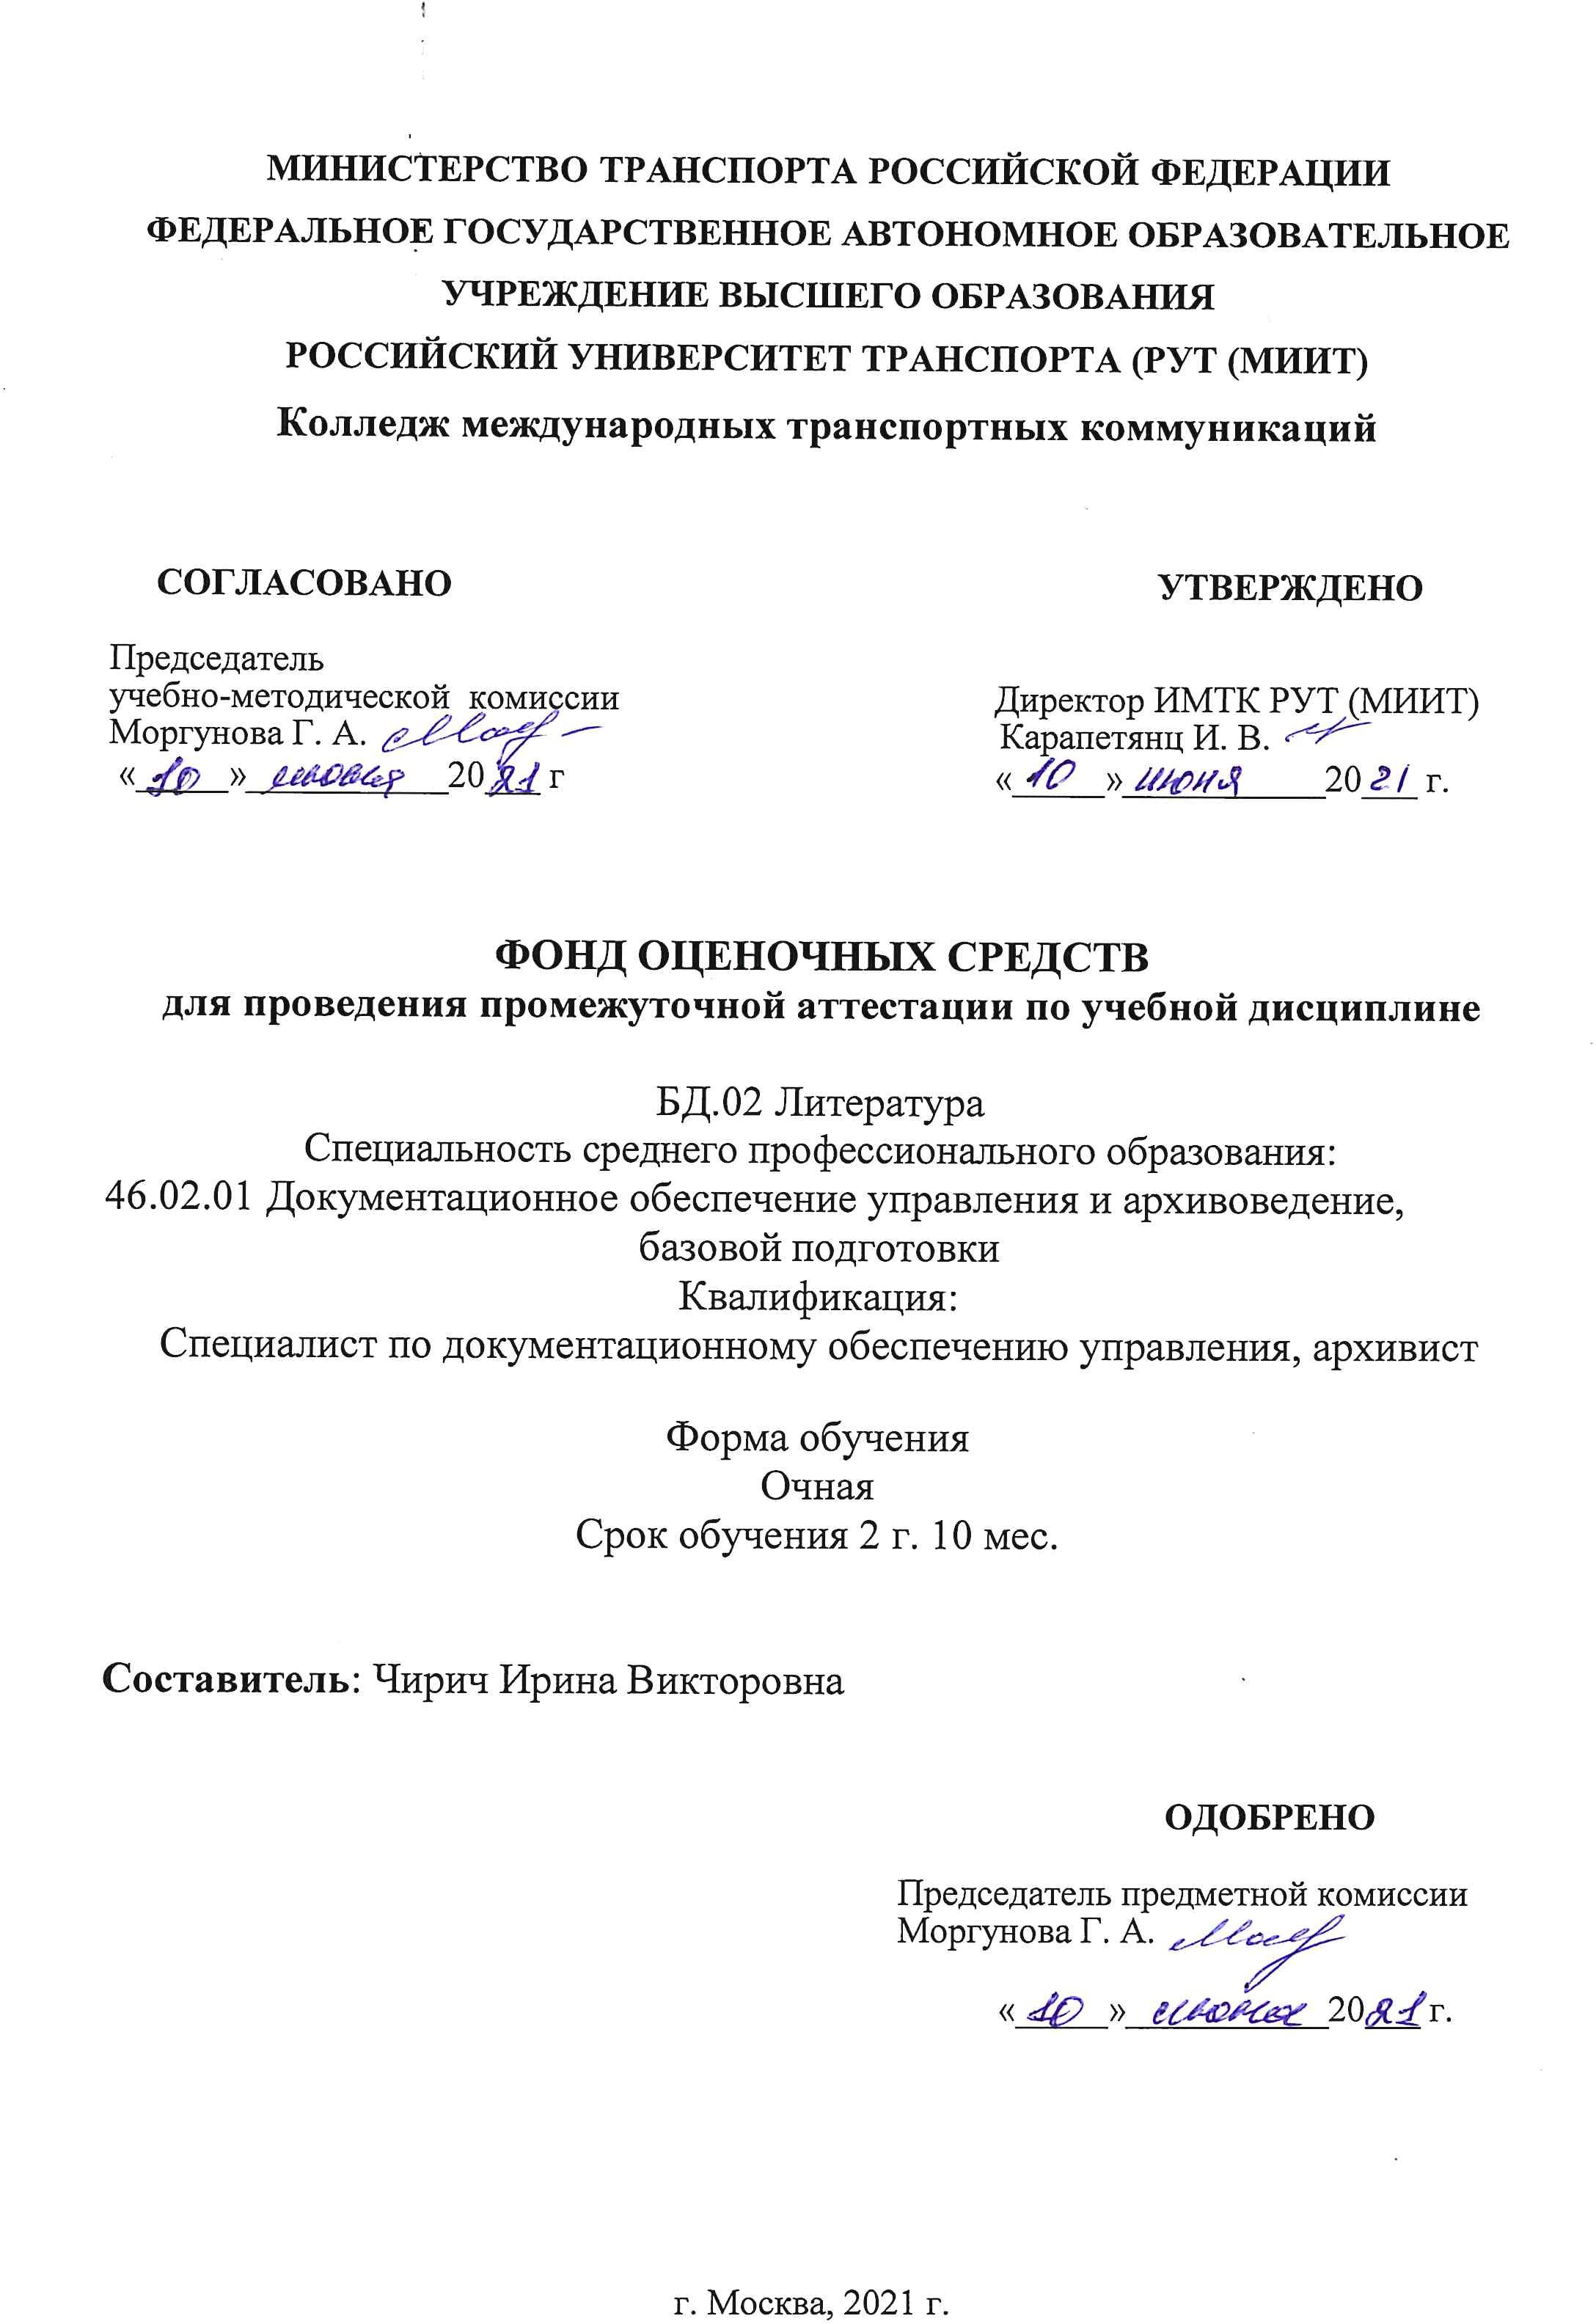 МИНИСТЕРСТВО ТРАНСПОРТА РОССИЙСКОЙ ФЕДЕРАЦИИ
ФЕДЕРАЛЬНОЕ ГОСУДАРСТВЕННОЕ АВТОНОМНОЕ ОБРАЗОВАТЕЛЬНОЕ
УЧРЕЖДЕНИЕ ВЫСШЕГО ОБРАЗОВАНИЯ
РОССИЙСКИЙ УНИВЕРСИТЕТ ТРАНСПОРТА (РУТ (МИИТ)
Колледж международных транспортных коммуникаций
СОГЛАСОВАНО
Председатель
учебно-методической комиссии
Моргунова Г. А.
«10» июня 2021 г
УТВЕРЖДЕНО
Директор ИМТК РУТ (МИИТ)
Карапетянц И. В.
«10» июня 2021 г.
ФОНД ОЦЕНОЧНЫХ СРЕДСТВ
для проведения промежуточной аттестации по учебной дисциплине
БД.02 Литература
Специальность среднего профессионального образования:
46.02.01 Документационное обеспечение управления и архивоведение,
базовой подготовки
Квалификация:
Специалист по документационному обеспечению управления, архивист
Форма обучения
Очная
Срок обучения 2 г. 10 мес.
Составитель: Чирич Ирина Викторовна
ОДОБРЕНО
Председатель предметной комиссии
Моргунова Г. А.
«10» июня 2021 г.
г. Москва, 2021 г.